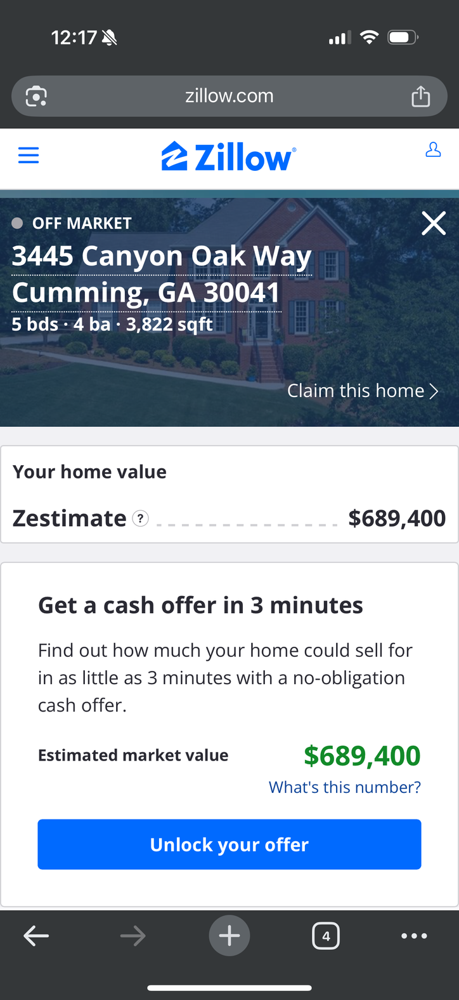 12:17
zillow.com
Zillow®
OFF MARKET
3445 Canyon Oak Way
Cumming, GA 30041
5 bds · 4 ba · 3,822 sqft
Claim this home
Your home value
Zestimate ? $689,400
Get a cash offer in 3 minutes
Find out how much your home could sell for
in as little as 3 minutes with a no-obligation
cash offer.
Estimated market value $689,400
What's this number?
Unlock your offer
4